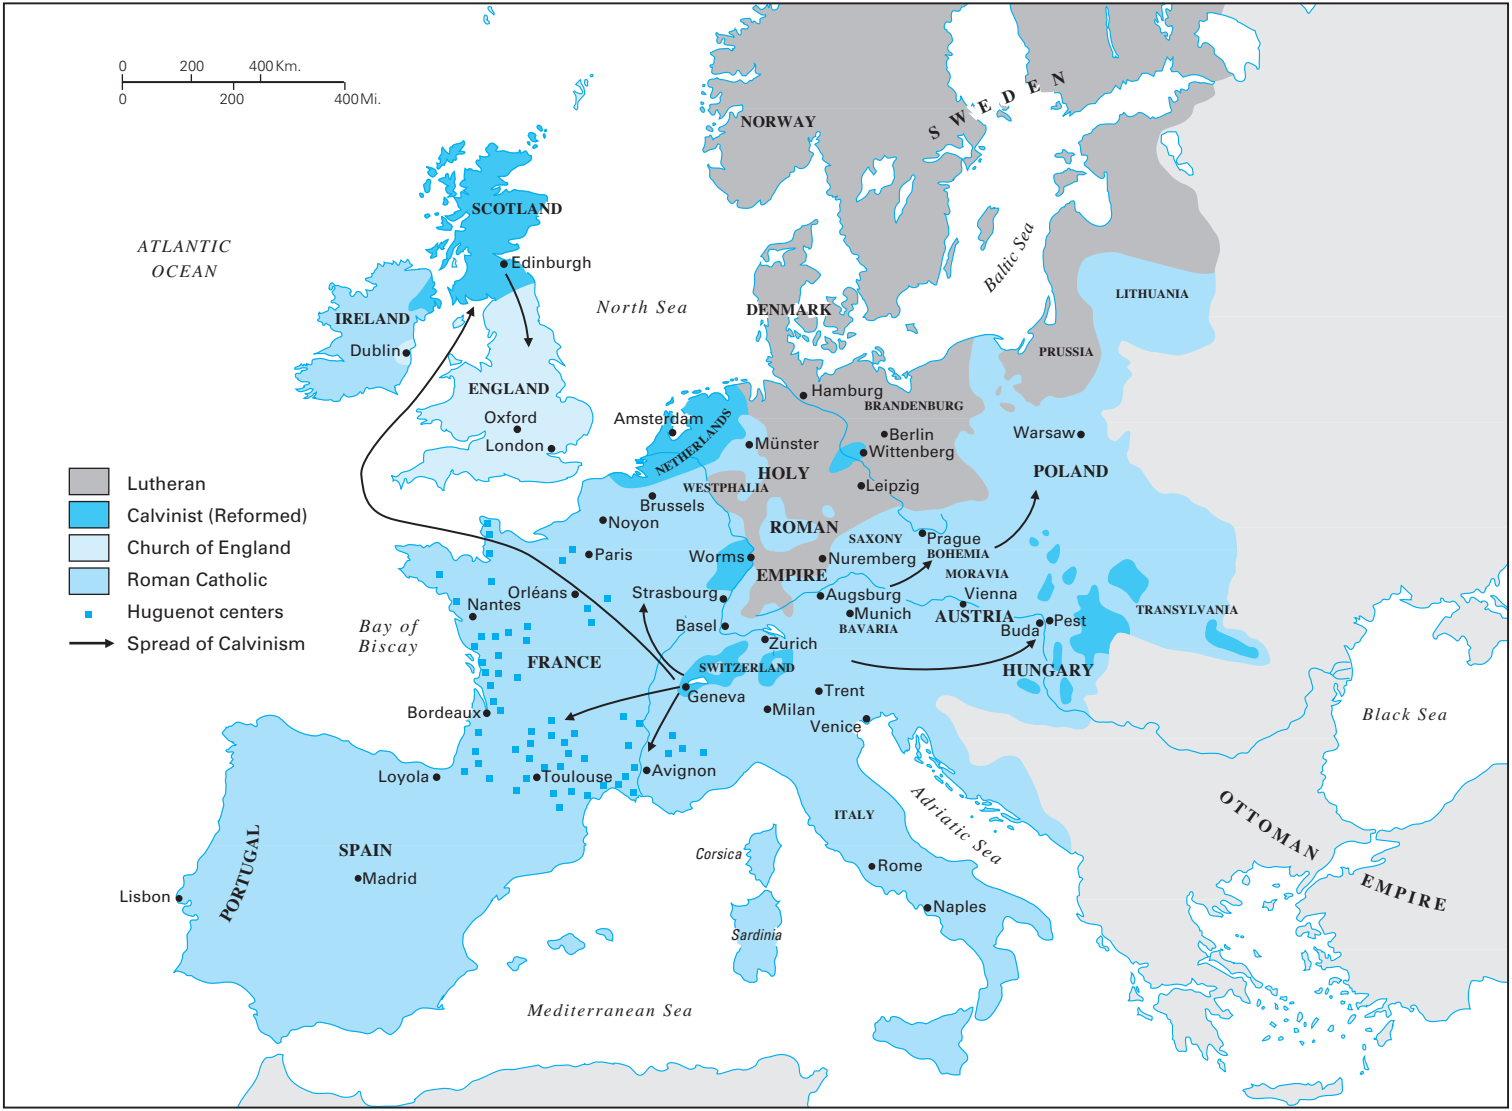 0 200 400 Km.
0 200 400 Mi.
NORWAY
SWEDEN
SCOTLAND
ATLANTIC
OCEAN
Edinburgh
North Sea
Baltic Sea
IRELAND
DENMARK
LITHUANIA
Dublin
PRUSSIA
ENGLAND
Oxford
London
Amsterdam
NETHERLANDS
Hamburg
BRANDENBURG
Berlin
Münster
Wittenberg
Warsaw
HOLY
POLAND
WESTPHALIA
Leipzig
Lutheran
Calvinist (Reformed)
Church of England
Roman Catholic
Huguenot centers
Spread of Calvinism
Brussels
Noyon
ROMAN
SAXONY
Prague
BOHEMIA
Paris
Worms
Nuremberg
EMPIRE
MORAVIA
Orléans
Strasbourg
Augsburg
Vienna
Nantes
Munich
BAVARIA
AUSTRIA
TRANSYLVANIA
Basel
Buda
Pest
Bay of
Biscay
Zurich
FRANCE
SWITZERLAND
HUNGARY
Geneva
Trent
Milan
Venice
Bordeaux
Black Sea
Loyola
Toulouse
Avignon
ITALY
Adriatic Sea
OTTOMAN
EMPIRE
PORTUGAL
SPAIN
Madrid
Corsica
Rome
Lisbon
Naples
Sardinia
Mediterranean Sea